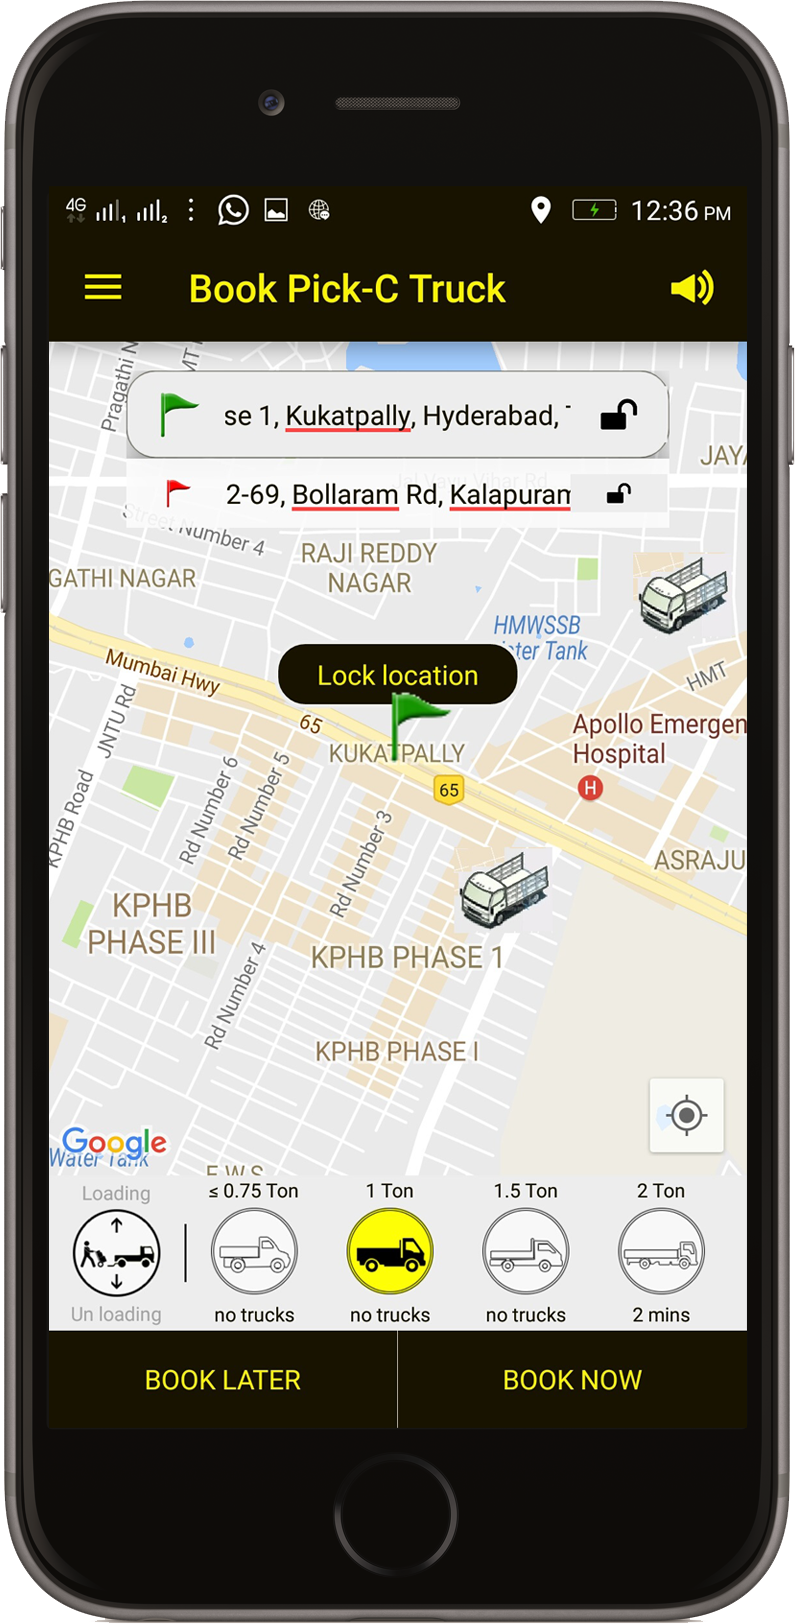 4G 1 2 12:36 PM
Book Pick-C Truck
Pragathi N
MT
se 1, Kukatpally, Hyderabad,
JAYA
2-69, Bollaram Rd, Kalapuram
Street Number 4
RAJI REDDY
NAGAR
GATHI NAGAR
HMWSSB
ter Tank
Mumbai Hwy
Lock location
HMT
JNTU Rd
65
KUKATPALLY
Apollo Emergen
Hospital
H
65
KPHB Road
Rd Number 6
Rd Number 5
Rd Number 3
ASRAJU
KPHB
PHASE III
KPHB PHASE 1
Rd Number 4
KPHB PHASE I
Google
Water Tank
E W S
Loading
≤ 0.75 Ton
1 Ton
1.5 Ton
2 Ton
Un loading
no trucks
no trucks
no trucks
2 mins
BOOK LATER
BOOK NOW